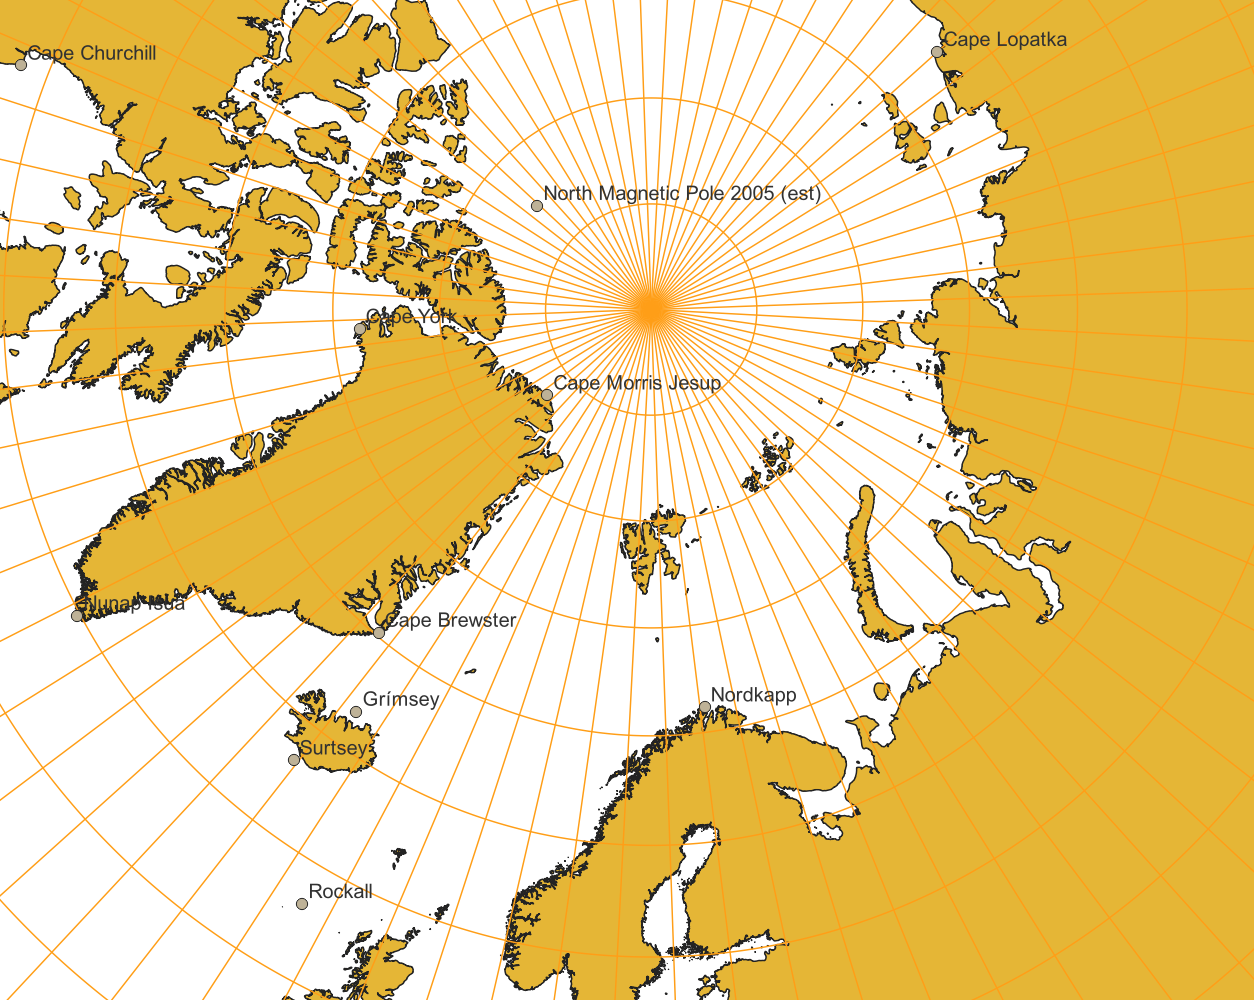 Cape Lopatka
Cape Churchill
North Magnetic Pole 2005 (est)
Cape York
Cape Morris Jesup
Nunap Isua
Cape Brewster
Grímsey
Nordkapp
Surtsey
Rockall